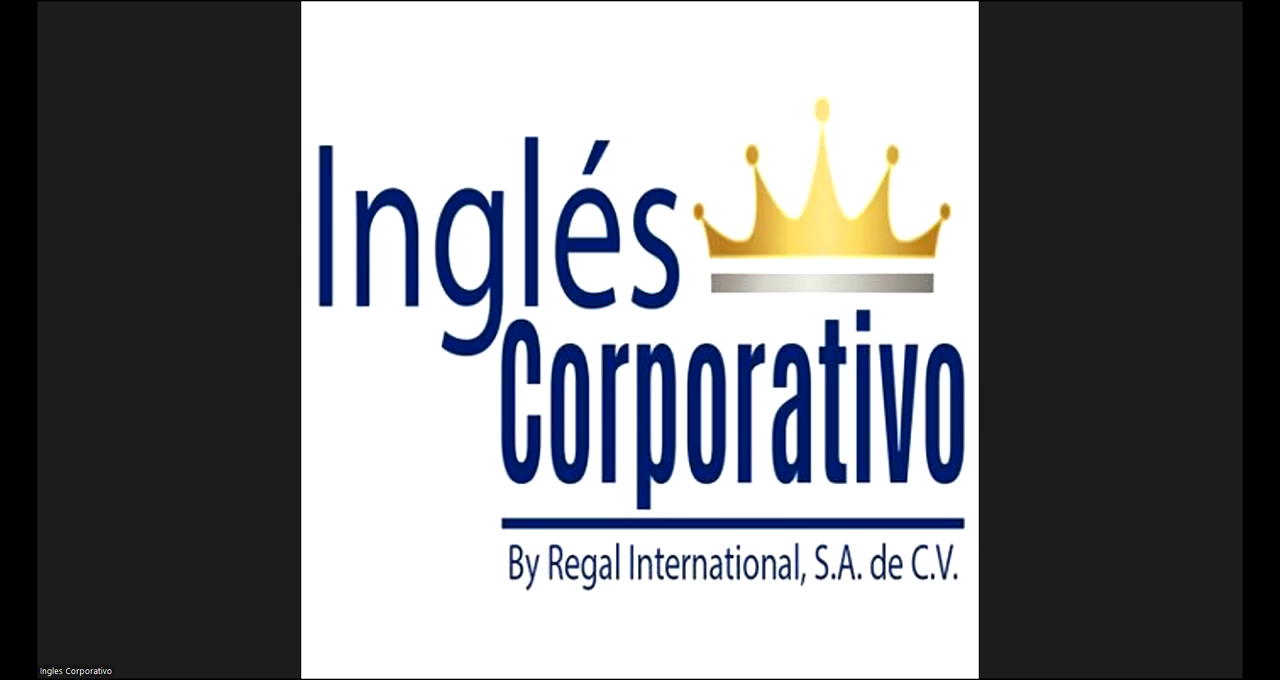 Inglés
Corporativo
By Regal International, S.A. de C.V.
Ingles Corporativo